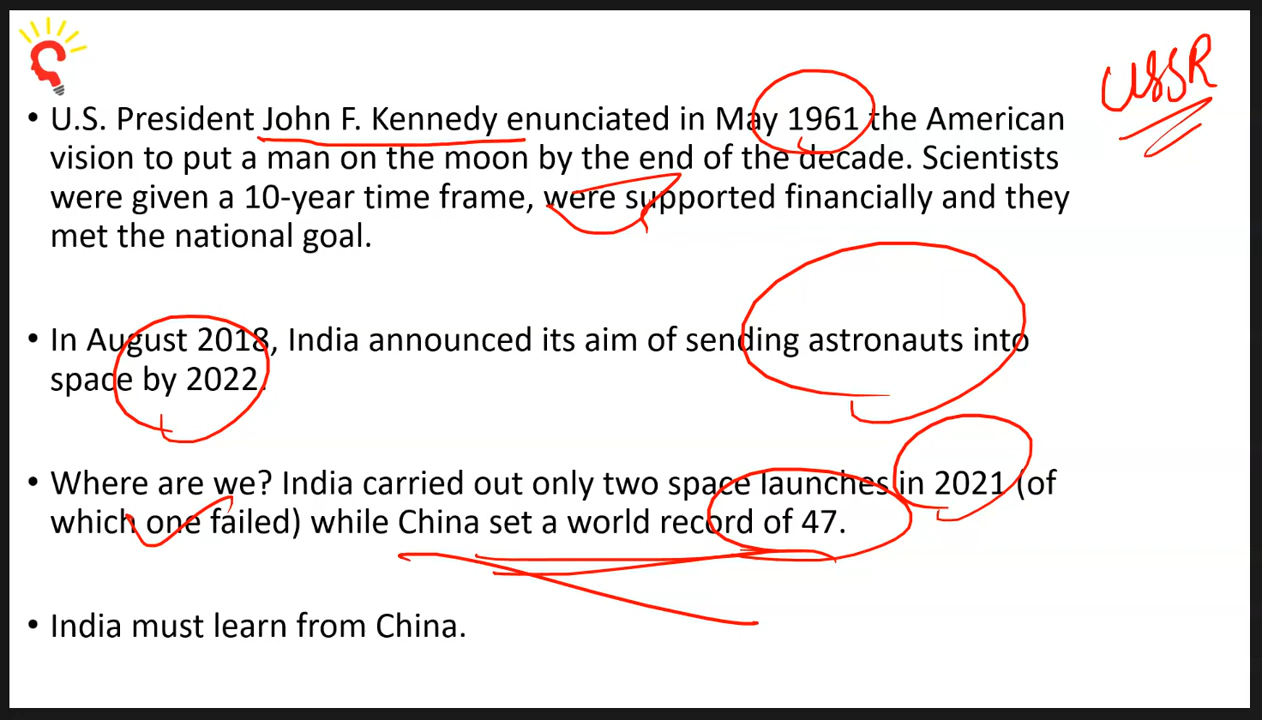 USSR
• U.S. President John F. Kennedy enunciated in May 1961 the American
vision to put a man on the moon by the end of the decade. Scientists
were given a 10-year time frame, were supported financially and they
met the national goal.
• In August 2018, India announced its aim of sending astronauts into
space by 2022.
• Where are we? India carried out only two space launches in 2021 (of
which one failed) while China set a world record of 47.
• India must learn from China.